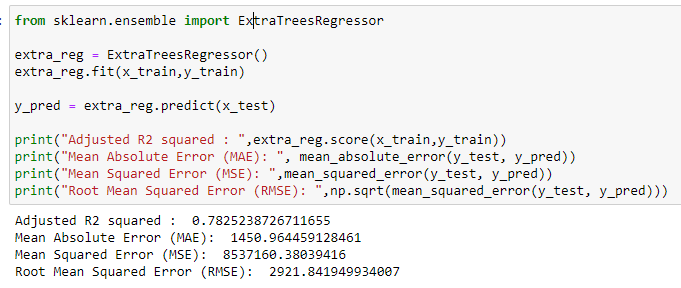 from sklearn.ensemble import ExtraTreesRegressor
extra_reg = ExtraTreesRegressor()
extra_reg.fit(x_train,y_train)
y_pred = extra_reg.predict(x_test)
print("Adjusted R2 squared : ",extra_reg.score(x_train,y_train))
print("Mean Absolute Error (MAE): ", mean_absolute_error(y_test, y_pred))
print("Mean Squared Error (MSE): ",mean_squared_error(y_test, y_pred))
print("Root Mean Squared Error (RMSE): ",np.sqrt(mean_squared_error(y_test, y_pred)))
Adjusted R2 squared :  0.7825238726711655
Mean Absolute Error (MAE):  1450.964459128461
Mean Squared Error (MSE):  8537160.38039416
Root Mean Squared Error (RMSE):  2921.841949934007